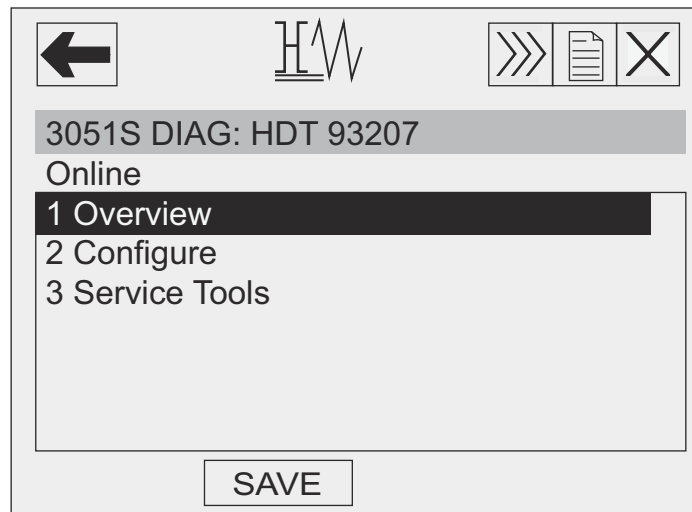 3051S DIAG: HDT 93207
Online
1 Overview
2 Configure
3 Service Tools
SAVE